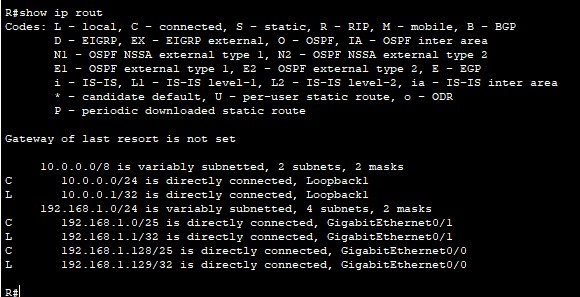 R#show ip rout
Codes: L - local, C - connected, S - static, R - RIP, M - mobile, B - BGP
D - EIGRP, EX - EIGRP external, O - OSPF, IA - OSPF inter area
N1 - OSPF NSSA external type 1, N2 - OSPF NSSA external type 2
E1 - OSPF external type 1, E2 - OSPF external type 2, E - EGP
i - IS-IS, L1 - IS-IS level-1, L2 - IS-IS level-2, ia - IS-IS inter area
* - candidate default, U - per-user static route, o - ODR
P - periodic downloaded static route
Gateway of last resort is not set
10.0.0.0/8 is variably subnetted, 2 subnets, 2 masks
C 10.0.0.0/24 is directly connected, Loopback1
L 10.0.0.1/32 is directly connected, Loopback1
192.168.1.0/24 is variably subnetted, 4 subnets, 2 masks
C 192.168.1.0/25 is directly connected, GigabitEthernet0/1
L 192.168.1.1/32 is directly connected, GigabitEthernet0/1
C 192.168.1.128/25 is directly connected, GigabitEthernet0/0
L 192.168.1.129/32 is directly connected, GigabitEthernet0/0
R#